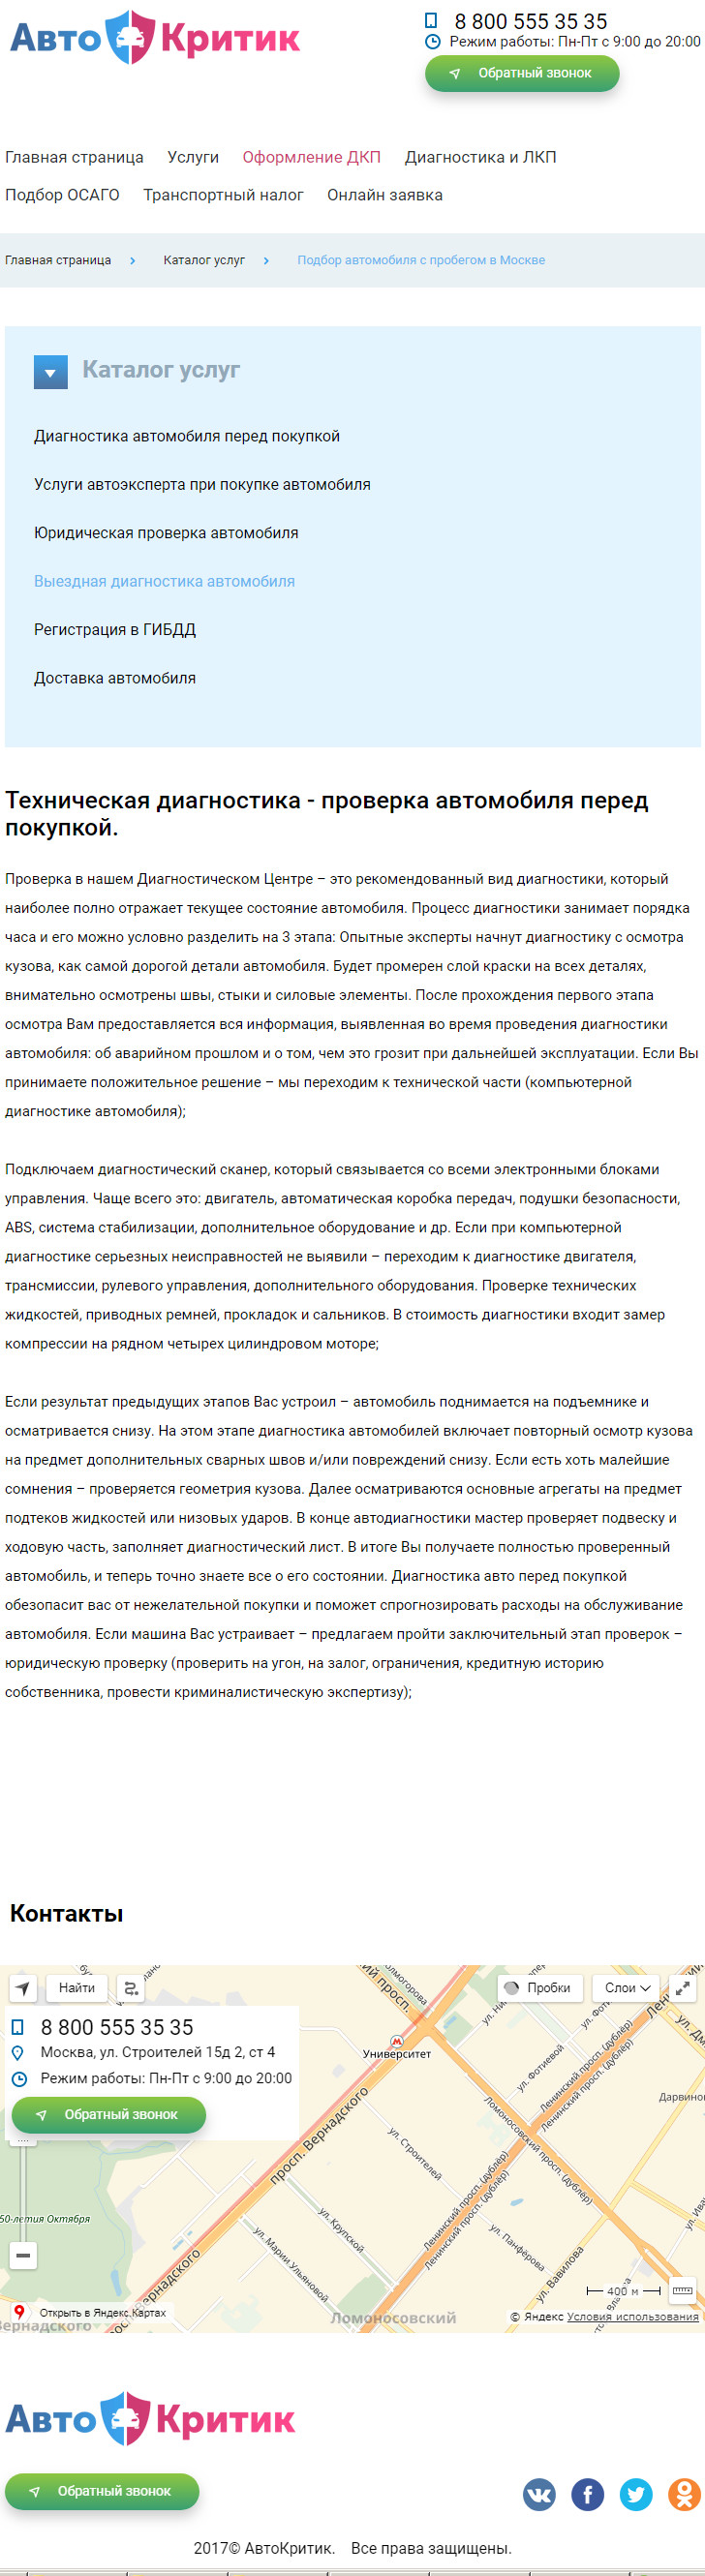 АвтоКритик
8 800 555 35 35
Режим работы: Пн-Пт с 9:00 до 20:00
Обратный звонок
Главная страница Услуги Оформление ДКП Диагностика и ЛКП
Подбор ОСАГО Транспортный налог Онлайн заявка
Главная страница Каталог услуг Подбор автомобиля с пробегом в Москве
Каталог услуг
Диагностика автомобиля перед покупкой
Услуги автоэксперта при покупке автомобиля
Юридическая проверка автомобиля
Выездная диагностика автомобиля
Регистрация в ГИБДД
Доставка автомобиля
Техническая диагностика - проверка автомобиля перед
покупкой.
Проверка в нашем Диагностическом Центре – это рекомендованный вид диагностики, который
наиболее полно отражает текущее состояние автомобиля. Процесс диагностики занимает порядка
часа и его можно условно разделить на 3 этапа: Опытные эксперты начнут диагностику с осмотра
кузова, как самой дорогой детали автомобиля. Будет промерен слой краски на всех деталях,
внимательно осмотрены швы, стыки и силовые элементы. После прохождения первого этапа
осмотра Вам предоставляется вся информация, выявленная во время проведения диагностики
автомобиля: об аварийном прошлом и о том, чем это грозит при дальнейшей эксплуатации. Если Вы
принимаете положительное решение – мы переходим к технической части (компьютерной
диагностике автомобиля);
Подключаем диагностический сканер, который связывается со всеми электронными блоками
управления. Чаще всего это: двигатель, автоматическая коробка передач, подушки безопасности,
ABS, система стабилизации, дополнительное оборудование и др. Если при компьютерной
диагностике серьезных неисправностей не выявили – переходим к диагностике двигателя,
трансмиссии, рулевого управления, дополнительного оборудования. Проверке технических
жидкостей, приводных ремней, прокладок и сальников. В стоимость диагностики входит замер
компрессии на рядном четырех цилиндровом моторе;
Если результат предыдущих этапов Вас устроил – автомобиль поднимается на подъемнике и
осматривается снизу. На этом этапе диагностика автомобилей включает повторный осмотр кузова
на предмет дополнительных сварных швов и/или повреждений снизу. Если есть хоть малейшие
сомнения – проверяется геометрия кузова. Далее осматриваются основные агрегаты на предмет
подтеков жидкостей или низовых ударов. В конце автодиагностики мастер проверяет подвеску и
ходовую часть, заполняет диагностический лист. В итоге Вы получаете полностью проверенный
автомобиль, и теперь точно знаете все о его состоянии. Диагностика авто перед покупкой
обезопасит вас от нежелательной покупки и поможет спрогнозировать расходы на обслуживание
автомобиля. Если машина Вас устраивает – предлагаем пройти заключительный этап проверок –
юридическую проверку (проверить на угон, на залог, ограничения, кредитную историю
собственника, провести криминалистическую экспертизу);
Контакты
Найти Пробки Слои
8 800 555 35 35
Москва, ул. Строителей 15д 2, ст 4
Режим работы: Пн-Пт с 9:00 до 20:00
Обратный звонок
Университет
ул. Фотиевой
Ленинский просп. (дублёр)
Ленинский просп. (дублёр)
Дарвинов
Ломоносовский просп. (дублёр)
просп. Вернадского
ул. Строителей
Ленинский просп. (дублёр)
Ленинский просп. (дублёр)
50-летия Октября
ул. Крупской
ул. Марии Ульяновой
ул. Панфёрова
ул. Вавилова
400 м
Открыть в Яндекс.Картах
Ломоносовский
© Яндекс Условия использования
АвтоКритик
Обратный звонок
2017© АвтоКритик. Все права защищены.